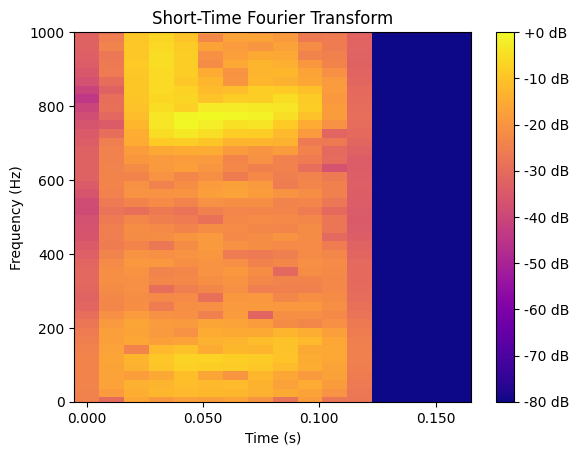 Short-Time Fourier Transform
1000
800
600
400
200
0
Frequency (Hz)
0.000
0.050
0.100
0.150
Time (s)
+0 dB
-10 dB
-20 dB
-30 dB
-40 dB
-50 dB
-60 dB
-70 dB
-80 dB